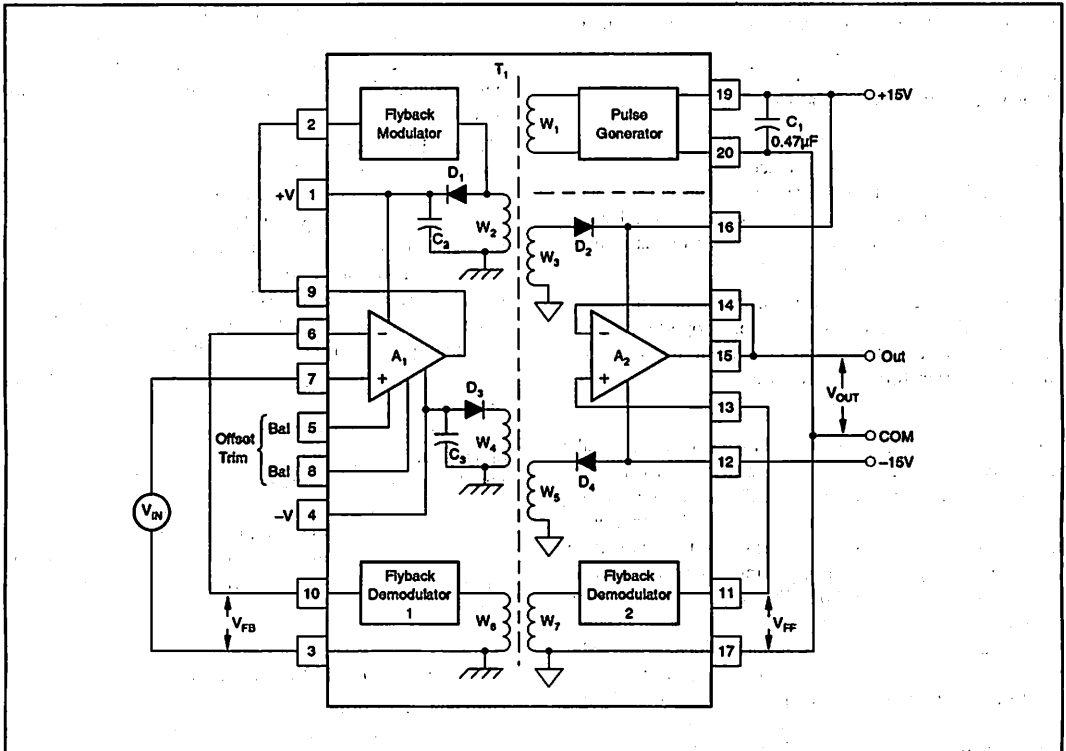 T1
2
Flyback
Modulator
W1
Pulse
Generator
19
+15V
C1
0.47µF
20
D1
+V
1
W2
C2
D2
16
W3
9
14
6
−
A1
−
A2
15
Out
7
+
+
13
VOUT
D3
Offset
Trim
Bal
5
C3
W4
COM
Bal
8
12
−15V
D4
W5
VIN
−V
4
10
Flyback
Demodulator
1
W6
W7
Flyback
Demodulator
2
11
VFB
VFF
3
17